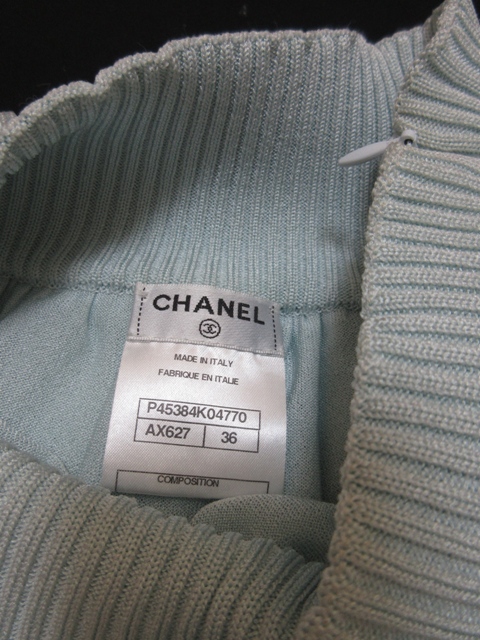 CHANEL
MADE IN ITALY
FABRIQUE EN ITALIE
P45384K04770
AX627 36
COMPOSITION